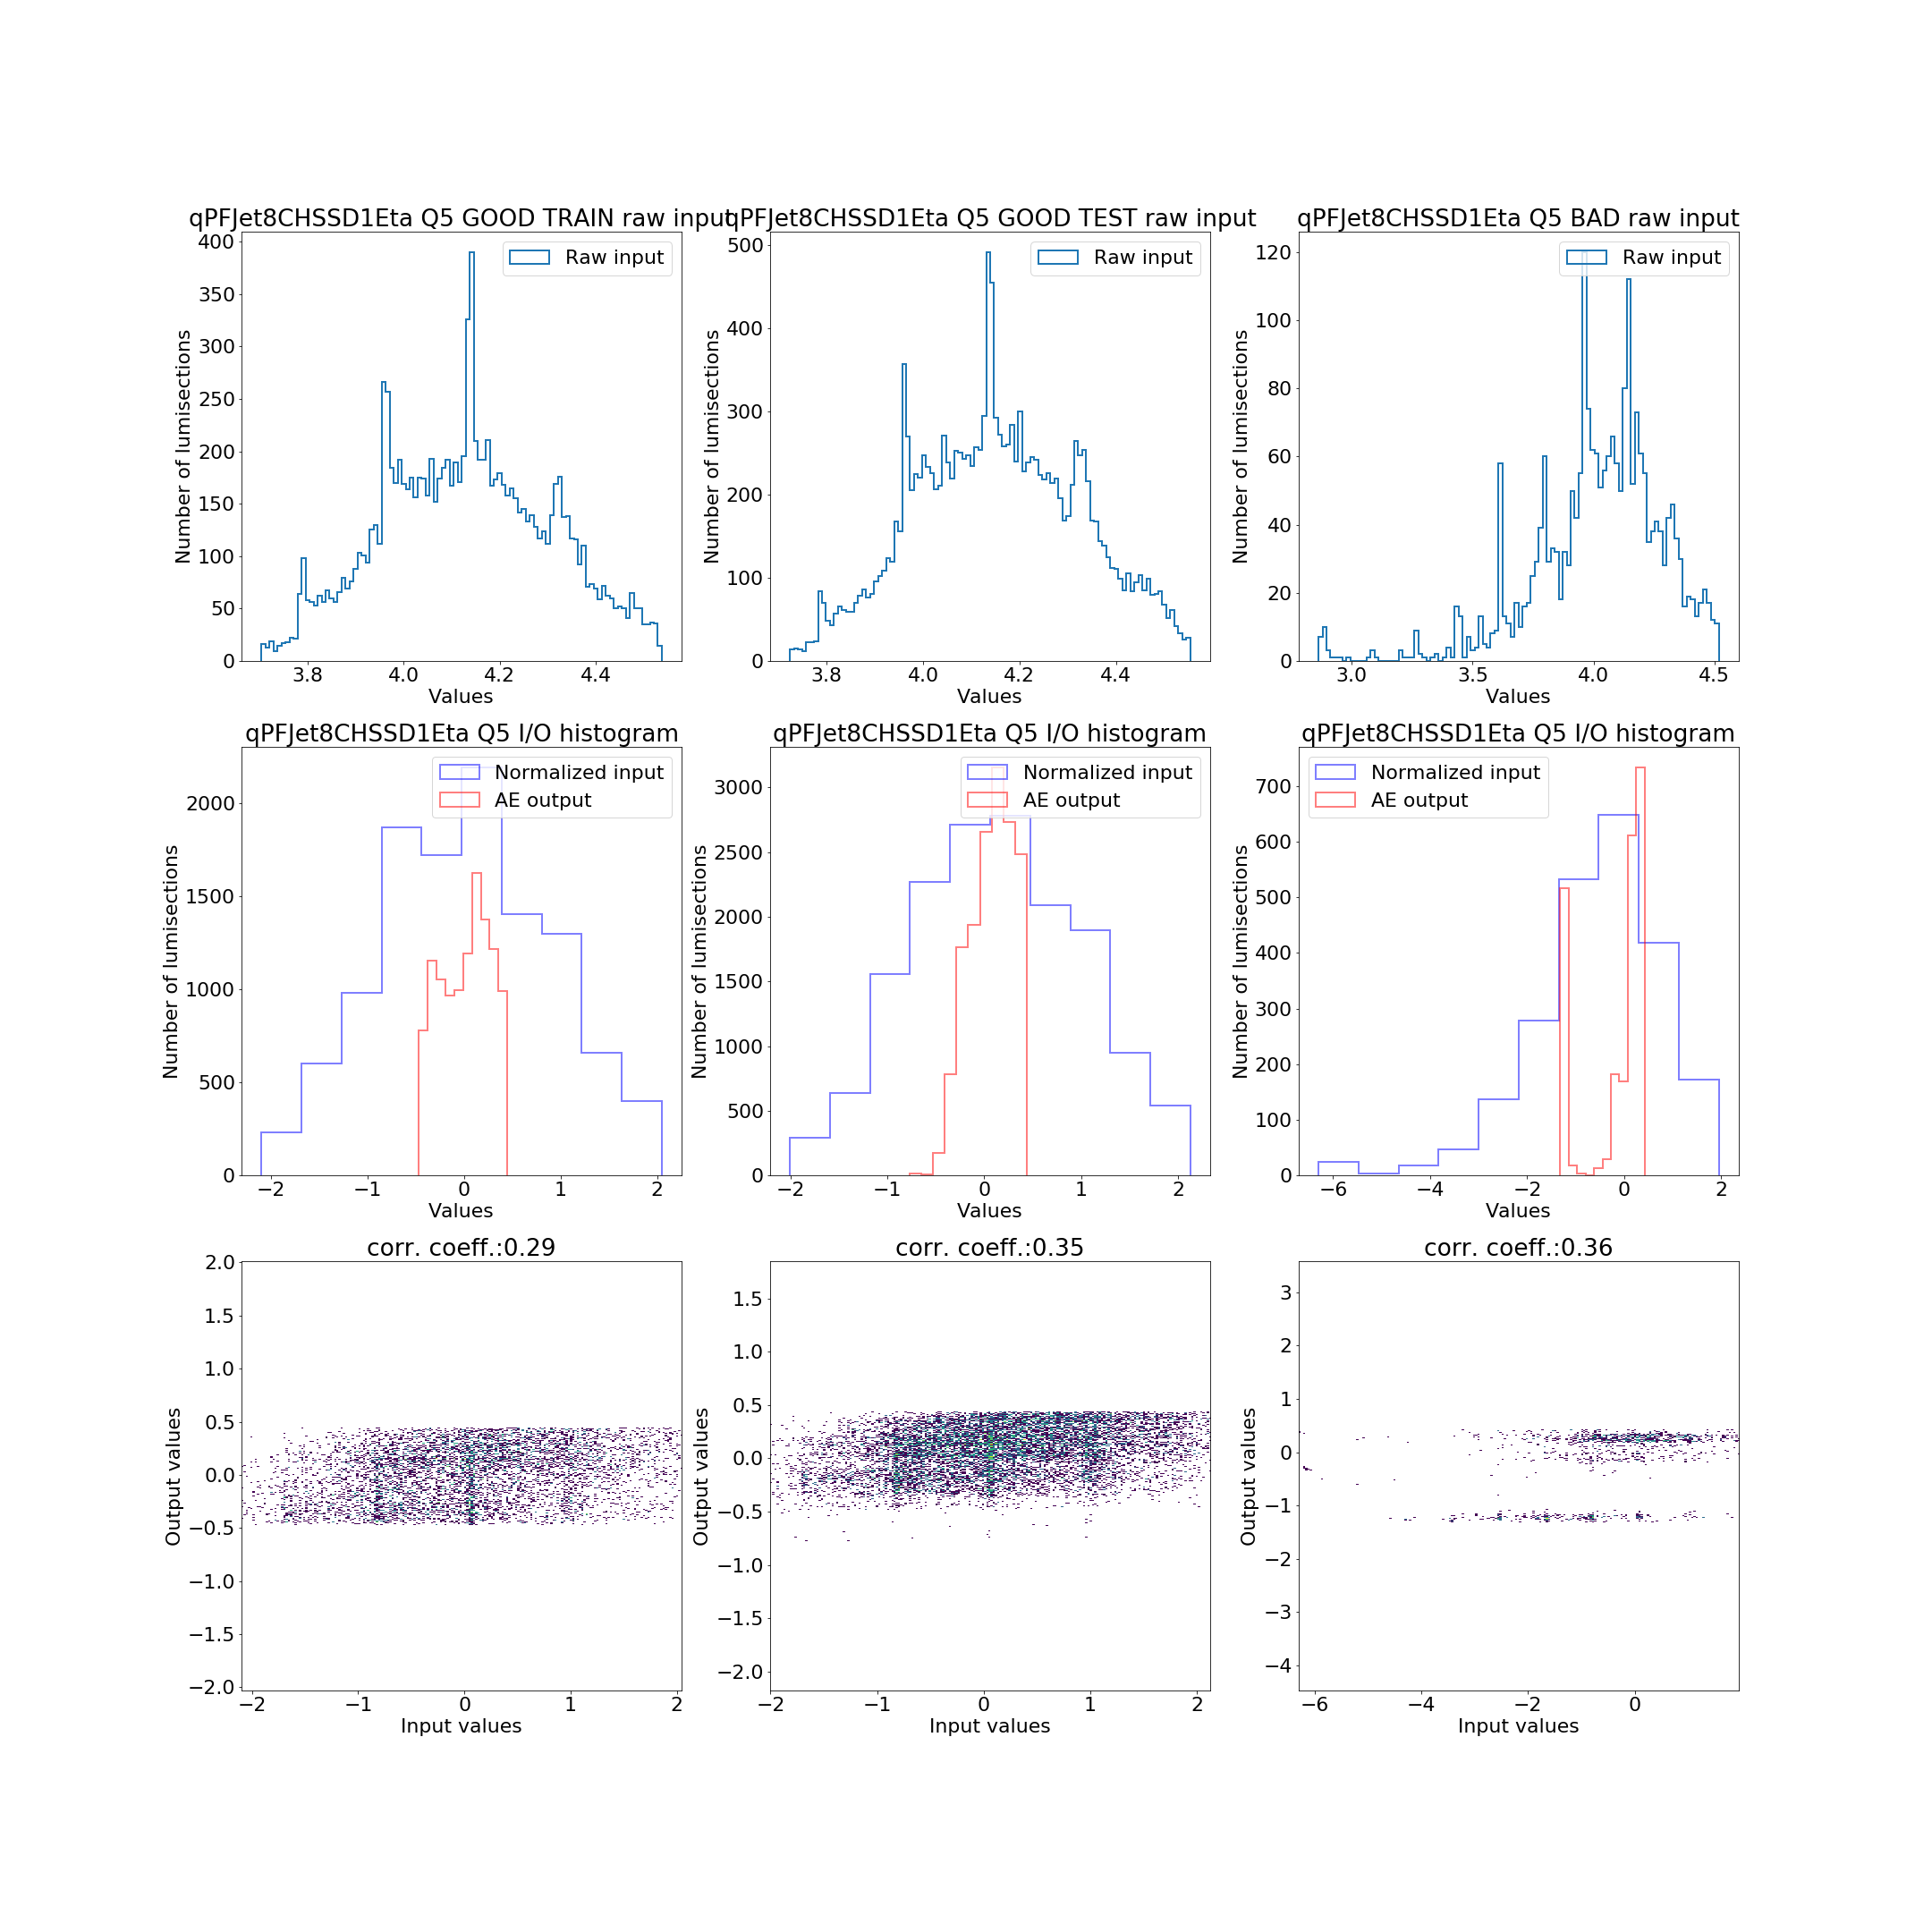 qPFJet8CHSSD1Eta Q5 GOOD TRAIN raw input
Raw input
400
350
300
250
200
150
100
50
0
Number of lumisections
3.8 4.0 4.2 4.4
Values
qPFJet8CHSSD1Eta Q5 GOOD TEST raw input
Raw input
500
400
300
200
100
0
Number of lumisections
3.8 4.0 4.2 4.4
Values
qPFJet8CHSSD1Eta Q5 BAD raw input
Raw input
120
100
80
60
40
20
0
Number of lumisections
3.0 3.5 4.0 4.5
Values
qPFJet8CHSSD1Eta Q5 I/O histogram
Normalized input
AE output
2000
1500
1000
500
0
Number of lumisections
−2 −1 0 1 2
Values
qPFJet8CHSSD1Eta Q5 I/O histogram
Normalized input
AE output
3000
2500
2000
1500
1000
500
0
Number of lumisections
−2 −1 0 1 2
Values
qPFJet8CHSSD1Eta Q5 I/O histogram
Normalized input
AE output
700
600
500
400
300
200
100
0
Number of lumisections
−6 −4 −2 0 2
Values
corr. coeff.:0.29
2.0
1.5
1.0
0.5
0.0
−0.5
−1.0
−1.5
−2.0
Output values
−2 −1 0 1 2
Input values
corr. coeff.:0.35
1.5
1.0
0.5
0.0
−0.5
−1.0
−1.5
−2.0
Output values
−2 −1 0 1 2
Input values
corr. coeff.:0.36
3
2
1
0
−1
−2
−3
−4
Output values
−6 −4 −2 0
Input values